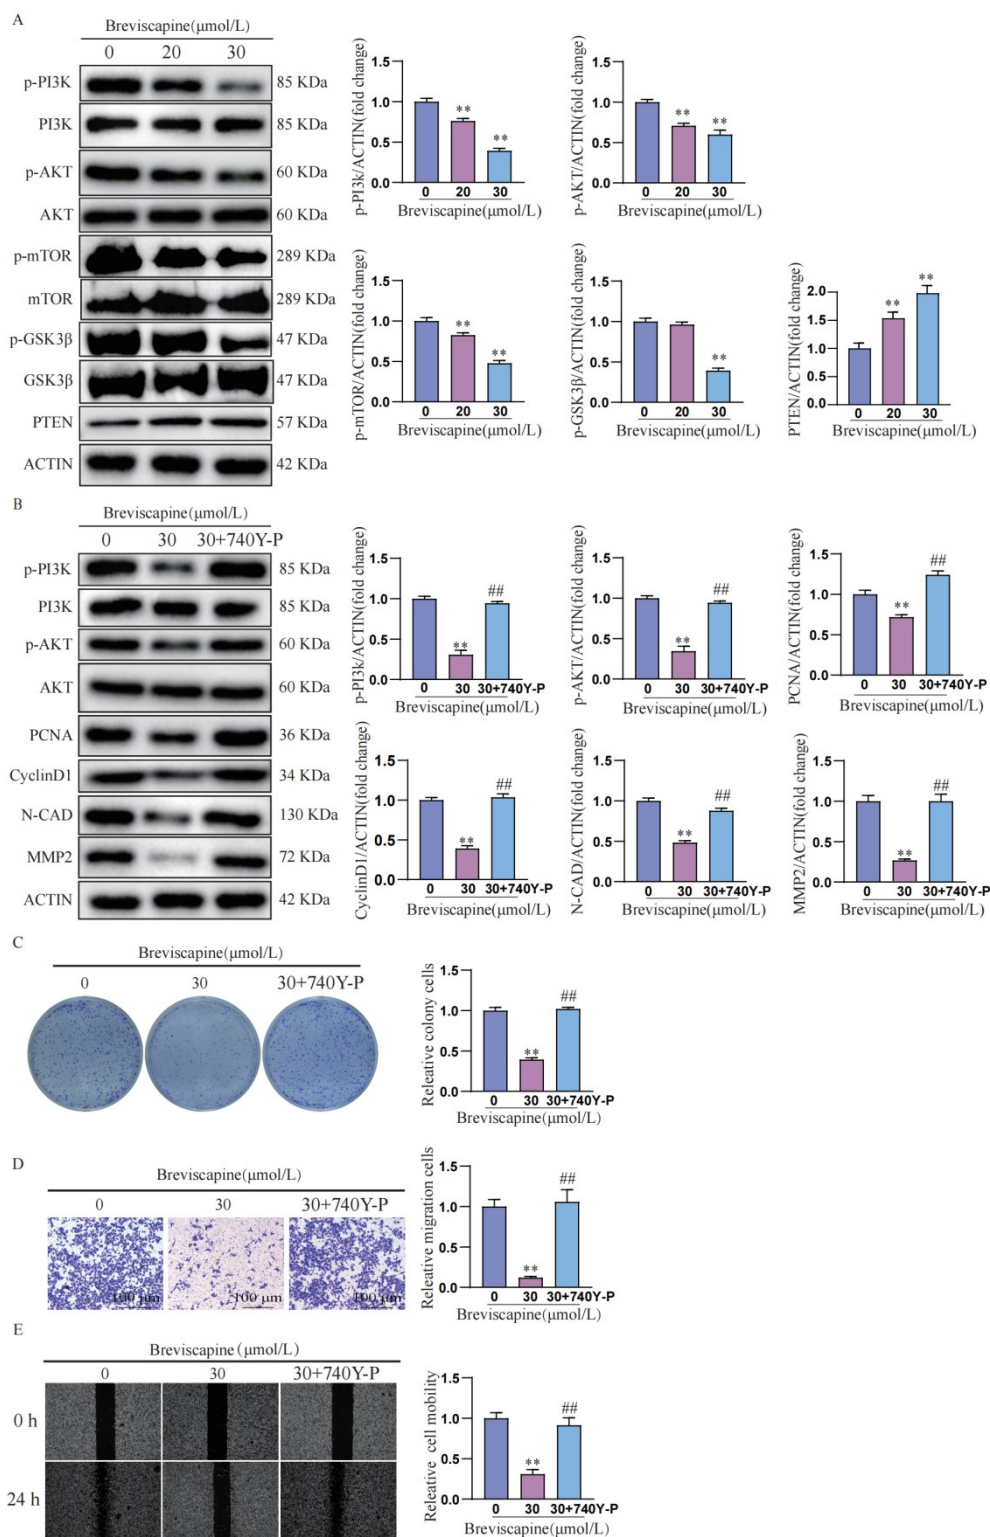 A
Breviscapine(μmol/L)
0 20 30
p-PI3K 85 KDa
PI3K 85 KDa
p-AKT 60 KDa
AKT 60 KDa
p-mTOR 289 KDa
mTOR 289 KDa
p-GSK3β 47 KDa
GSK3β 47 KDa
PTEN 57 KDa
ACTIN 42 KDa
p-PI3k/ACTIN(fold change)
1.5
1.0
0.5
0.0
**
**
0 20 30
Breviscapine(μmol/L)
p-AKT/ACTIN(fold change)
1.5
1.0
0.5
0.0
**
**
0 20 30
Breviscapine(μmol/L)
p-mTOR/ACTIN(fold change)
1.5
1.0
0.5
0.0
**
**
0 20 30
Breviscapine(μmol/L)
p-GSK3β/ACTIN(fold change)
1.5
1.0
0.5
0.0
**
0 20 30
Breviscapine(μmol/L)
PTEN/ACTIN(fold change)
2.0
1.5
1.0
0.5
0.0
**
**
0 20 30
Breviscapine(μmol/L)
B
Breviscapine(μmol/L)
0 30 30+740Y-P
p-PI3K 85 KDa
PI3K 85 KDa
p-AKT 60 KDa
AKT 60 KDa
PCNA 36 KDa
CyclinD1 34 KDa
N-CAD 130 KDa
MMP2 72 KDa
ACTIN 42 KDa
p-PI3k/ACTIN(fold change)
1.5
1.0
0.5
0.0
**
##
0 30 30+740Y-P
Breviscapine(μmol/L)
p-AKT/ACTIN(fold change)
1.5
1.0
0.5
0.0
**
##
0 30 30+740Y-P
Breviscapine(μmol/L)
PCNA/ACTIN(fold change)
1.5
1.0
0.5
0.0
**
##
0 30 30+740Y-P
Breviscapine(μmol/L)
CyclinD1/ACTIN(fold change)
1.5
1.0
0.5
0.0
**
##
0 30 30+740Y-P
Breviscapine(μmol/L)
N-CAD/ACTIN(fold change)
1.5
1.0
0.5
0.0
**
##
0 30 30+740Y-P
Breviscapine(μmol/L)
MMP2/ACTIN(fold change)
1.5
1.0
0.5
0.0
**
##
0 30 30+740Y-P
Breviscapine(μmol/L)
C
Breviscapine(μmol/L)
0 30 30+740Y-P
Releative colony cells
1.5
1.0
0.5
0.0
**
##
0 30 30+740Y-P
Breviscapine(μmol/L)
D
Breviscapine(μmol/L)
0 30 30+740Y-P
100 μm 100 μm 100 μm
Releative migration cells
1.5
1.0
0.5
0.0
**
##
0 30 30+740Y-P
Breviscapine(μmol/L)
E
Breviscapine (μmol/L)
0 30 30+740Y-P
0 h
24 h
Releative cell mobility
1.5
1.0
0.5
0.0
**
##
0 30 30+740Y-P
Breviscapine(μmol/L)